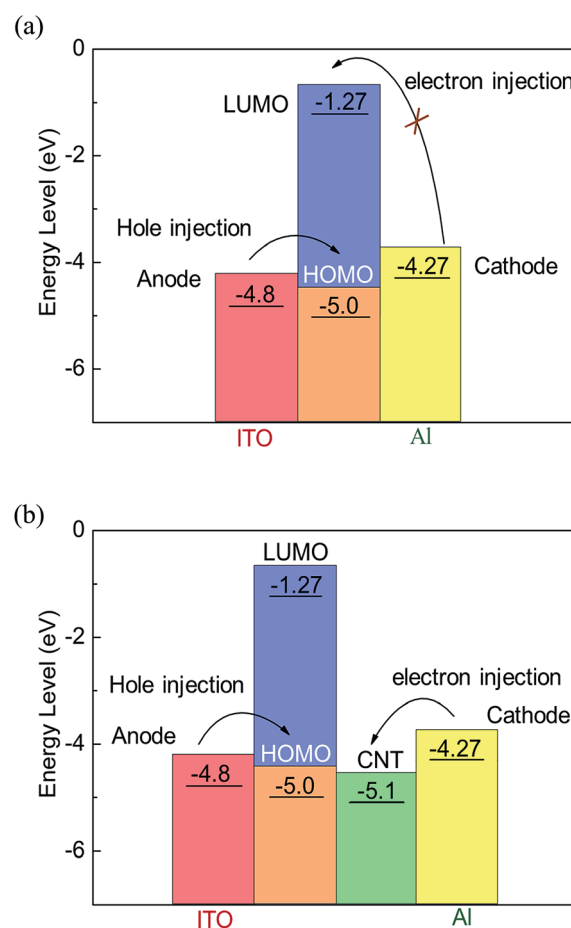 (a)
0
-2
-4
-6
Energy Level (eV)
LUMO
-1.27
electron injection
Hole injection
Anode
HOMO
-4.8
-5.0
-4.27
Cathode
ITO
Al
(b)
0
-2
-4
-6
Energy Level (eV)
LUMO
-1.27
Hole injection
electron injection
Anode
Cathode
HOMO
CNT
-4.8
-5.0
-5.1
-4.27
ITO
Al